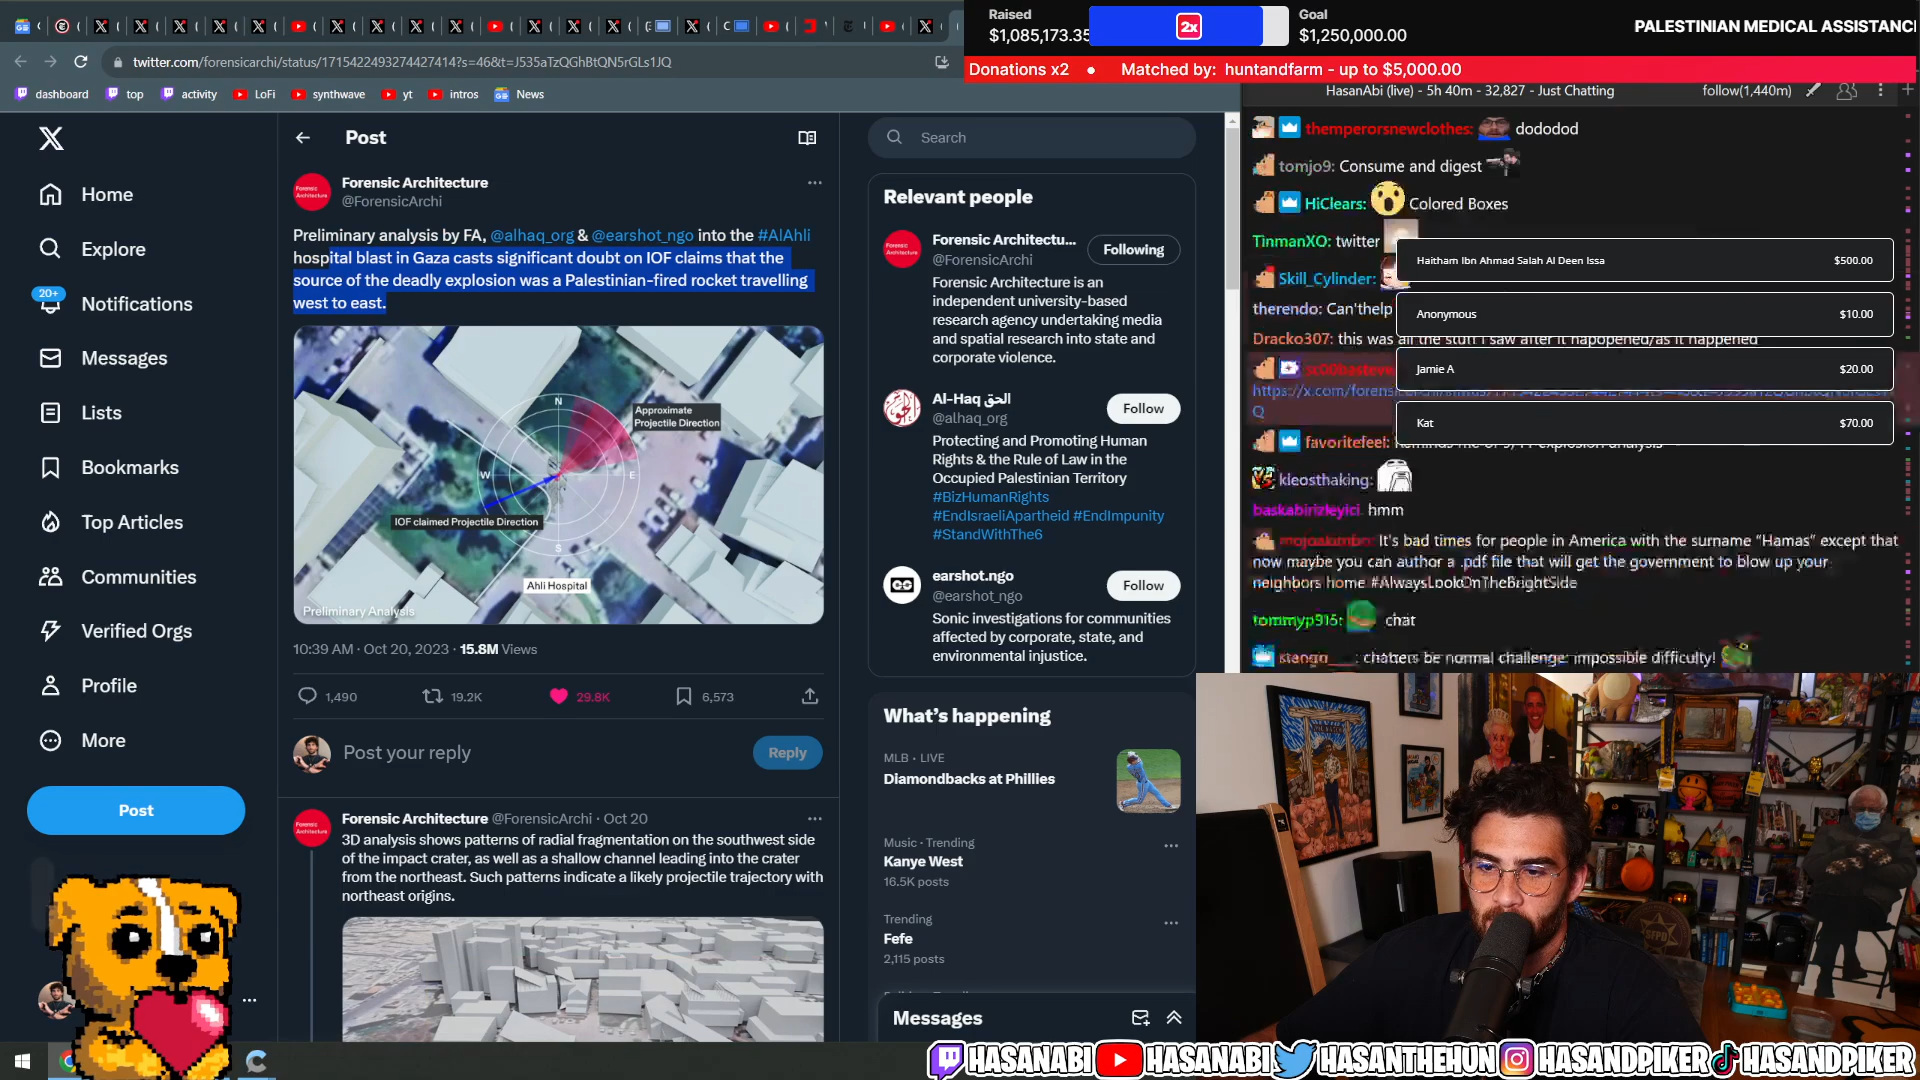 twitter.com/forensicarchi/status/1715422493274427414?s=46&t=J535aTzQGhBtQN5rGLs1JQ
dashboard
top
activity
LoFi
synthwave
yt
intros
News
Raised
$1,085,173.35
2x
Goal
$1,250,000.00
PALESTINIAN MEDICAL ASSISTANC
Donations x2 • Matched by: huntandfarm - up to $5,000.00
HasanAbi (live) - 5h 40m - 32,827 - Just Chatting
follow(1,440m)
Home
Explore
20+
Notifications
Messages
Lists
Bookmarks
Top Articles
Communities
Verified Orgs
Profile
More
Post
Post
Forensic Architecture
@ForensicArchi
Preliminary analysis by FA, @alhaq_org & @earshot_ngo into the #AlAhli
hospital blast in Gaza casts significant doubt on IOF claims that the
source of the deadly explosion was a Palestinian-fired rocket travelling
west to east.
N
Approximate
Projectile Direction
W
E
IOF claimed Projectile Direction
S
Ahli Hospital
Preliminary Analysis
10:39 AM · Oct 20, 2023 · 15.8M Views
1,490
19.2K
29.8K
6,573
Post your reply
Reply
Forensic Architecture @ForensicArchi · Oct 20
3D analysis shows patterns of radial fragmentation on the southwest side
of the impact crater, as well as a shallow channel leading into the crater
from the northeast. Such patterns indicate a likely projectile trajectory with
northeast origins.
Search
Relevant people
Forensic Architectu...
@ForensicArchi
Following
Forensic Architecture is an
independent university-based
research agency undertaking media
and spatial research into state and
corporate violence.
Al-Haq الحق
@alhaq_org
Follow
Protecting and Promoting Human
Rights & the Rule of Law in the
Occupied Palestinian Territory
#BizHumanRights
#EndIsraeliApartheid #EndImpunity
#StandWithThe6
earshot.ngo
@earshot_ngo
Follow
Sonic investigations for communities
affected by corporate, state, and
environmental injustice.
What's happening
MLB · LIVE
Diamondbacks at Phillies
Music · Trending
Kanye West
16.5K posts
Trending
Fefe
2,115 posts
Messages
themperorsnewclothes: dododod
tomjo9: Consume and digest
HiClears: Colored Boxes
TinmanXO: twitter
Skill_Cylinder:
therendo: Can'thelp
Dracko307: this was all the stuff I saw after it happened/as it happened
Haitham Ibn Ahmad Salah Al Deen Issa $500.00
Anonymous $10.00
Jamie A $20.00
Kat $70.00
favoritefeel:
kleosthaking:
baskabirizleyici hmm
It's bad times for people in America with the surname "Hamas" except that
now maybe you can author a .pdf file that will get the government to blow up your
neighbors home #AlwaysLookOnTheBrightSide
tommyp915: chat
chatters be normal challenge: impossible difficulty!
SFPD
HASANABI HASANABI HASANTHEHUN HASANDPIKER HASANDPIKER